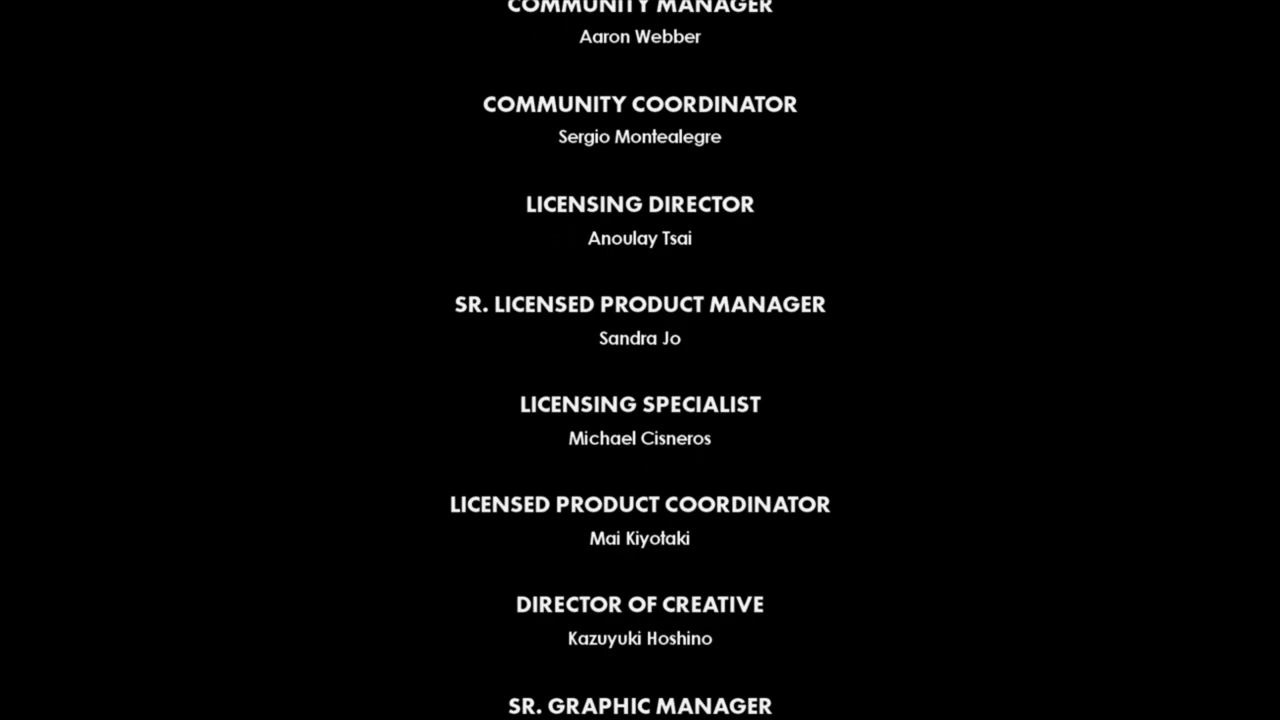 COMMUNITY MANAGER
Aaron Webber
COMMUNITY COORDINATOR
Sergio Montealegre
LICENSING DIRECTOR
Anoulay Tsai
SR. LICENSED PRODUCT MANAGER
Sandra Jo
LICENSING SPECIALIST
Michael Cisneros
LICENSED PRODUCT COORDINATOR
Mai Kiyotaki
DIRECTOR OF CREATIVE
Kazuyuki Hoshino
SR. GRAPHIC MANAGER